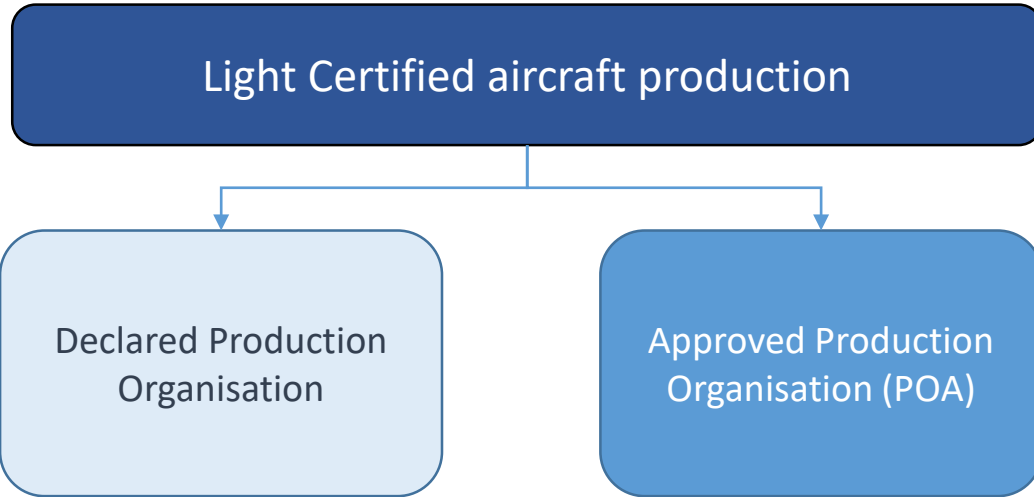 Light Certified aircraft production
Declared Production
Organisation
Approved Production
Organisation (POA)